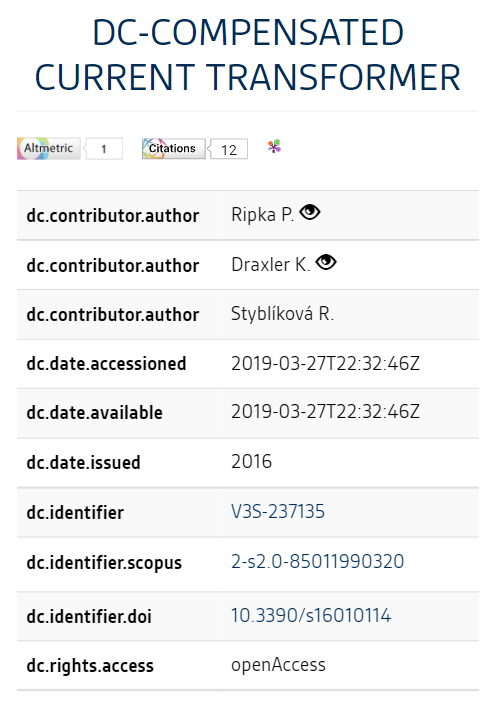 DC-COMPENSATED
CURRENT TRANSFORMER
Altmetric 1 Citations 12
dc.contributor.author Ripka P.
dc.contributor.author Draxler K.
dc.contributor.author Styblíková R.
dc.date.accessioned 2019-03-27T22:32:46Z
dc.date.available 2019-03-27T22:32:46Z
dc.date.issued 2016
dc.identifier V3S-237135
dc.identifier.scopus 2-s2.0-85011990320
dc.identifier.doi 10.3390/s16010114
dc.rights.access openAccess